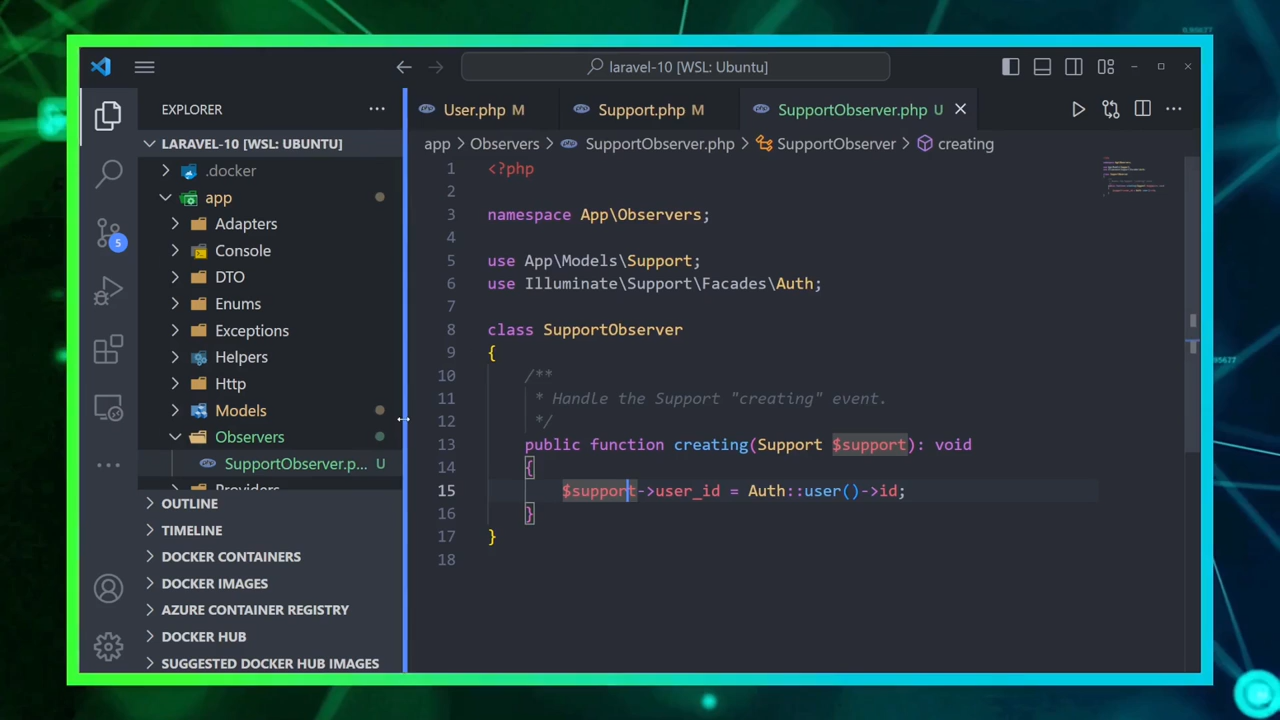 0,95677
laravel-10 [WSL: Ubuntu]
EXPLORER
User.php M
Support.php M
SupportObserver.php U
LARAVEL-10 [WSL: UBUNTU]
app > Observers > SupportObserver.php > SupportObserver > creating
.docker
app
Adapters
Console
DTO
Enums
Exceptions
Helpers
Http
Models
Observers
SupportObserver.p... U
Providers
OUTLINE
TIMELINE
DOCKER CONTAINERS
DOCKER IMAGES
AZURE CONTAINER REGISTRY
DOCKER HUB
SUGGESTED DOCKER HUB IMAGES
5
1 <?php
2
3 namespace App\Observers;
4
5 use App\Models\Support;
6 use Illuminate\Support\Facades\Auth;
7
8 class SupportObserver
9 {
10 /**
11 * Handle the Support "creating" event.
12 */
13 public function creating(Support $support): void
14 {
15 $support->user_id = Auth::user()->id;
16 }
17 }
18